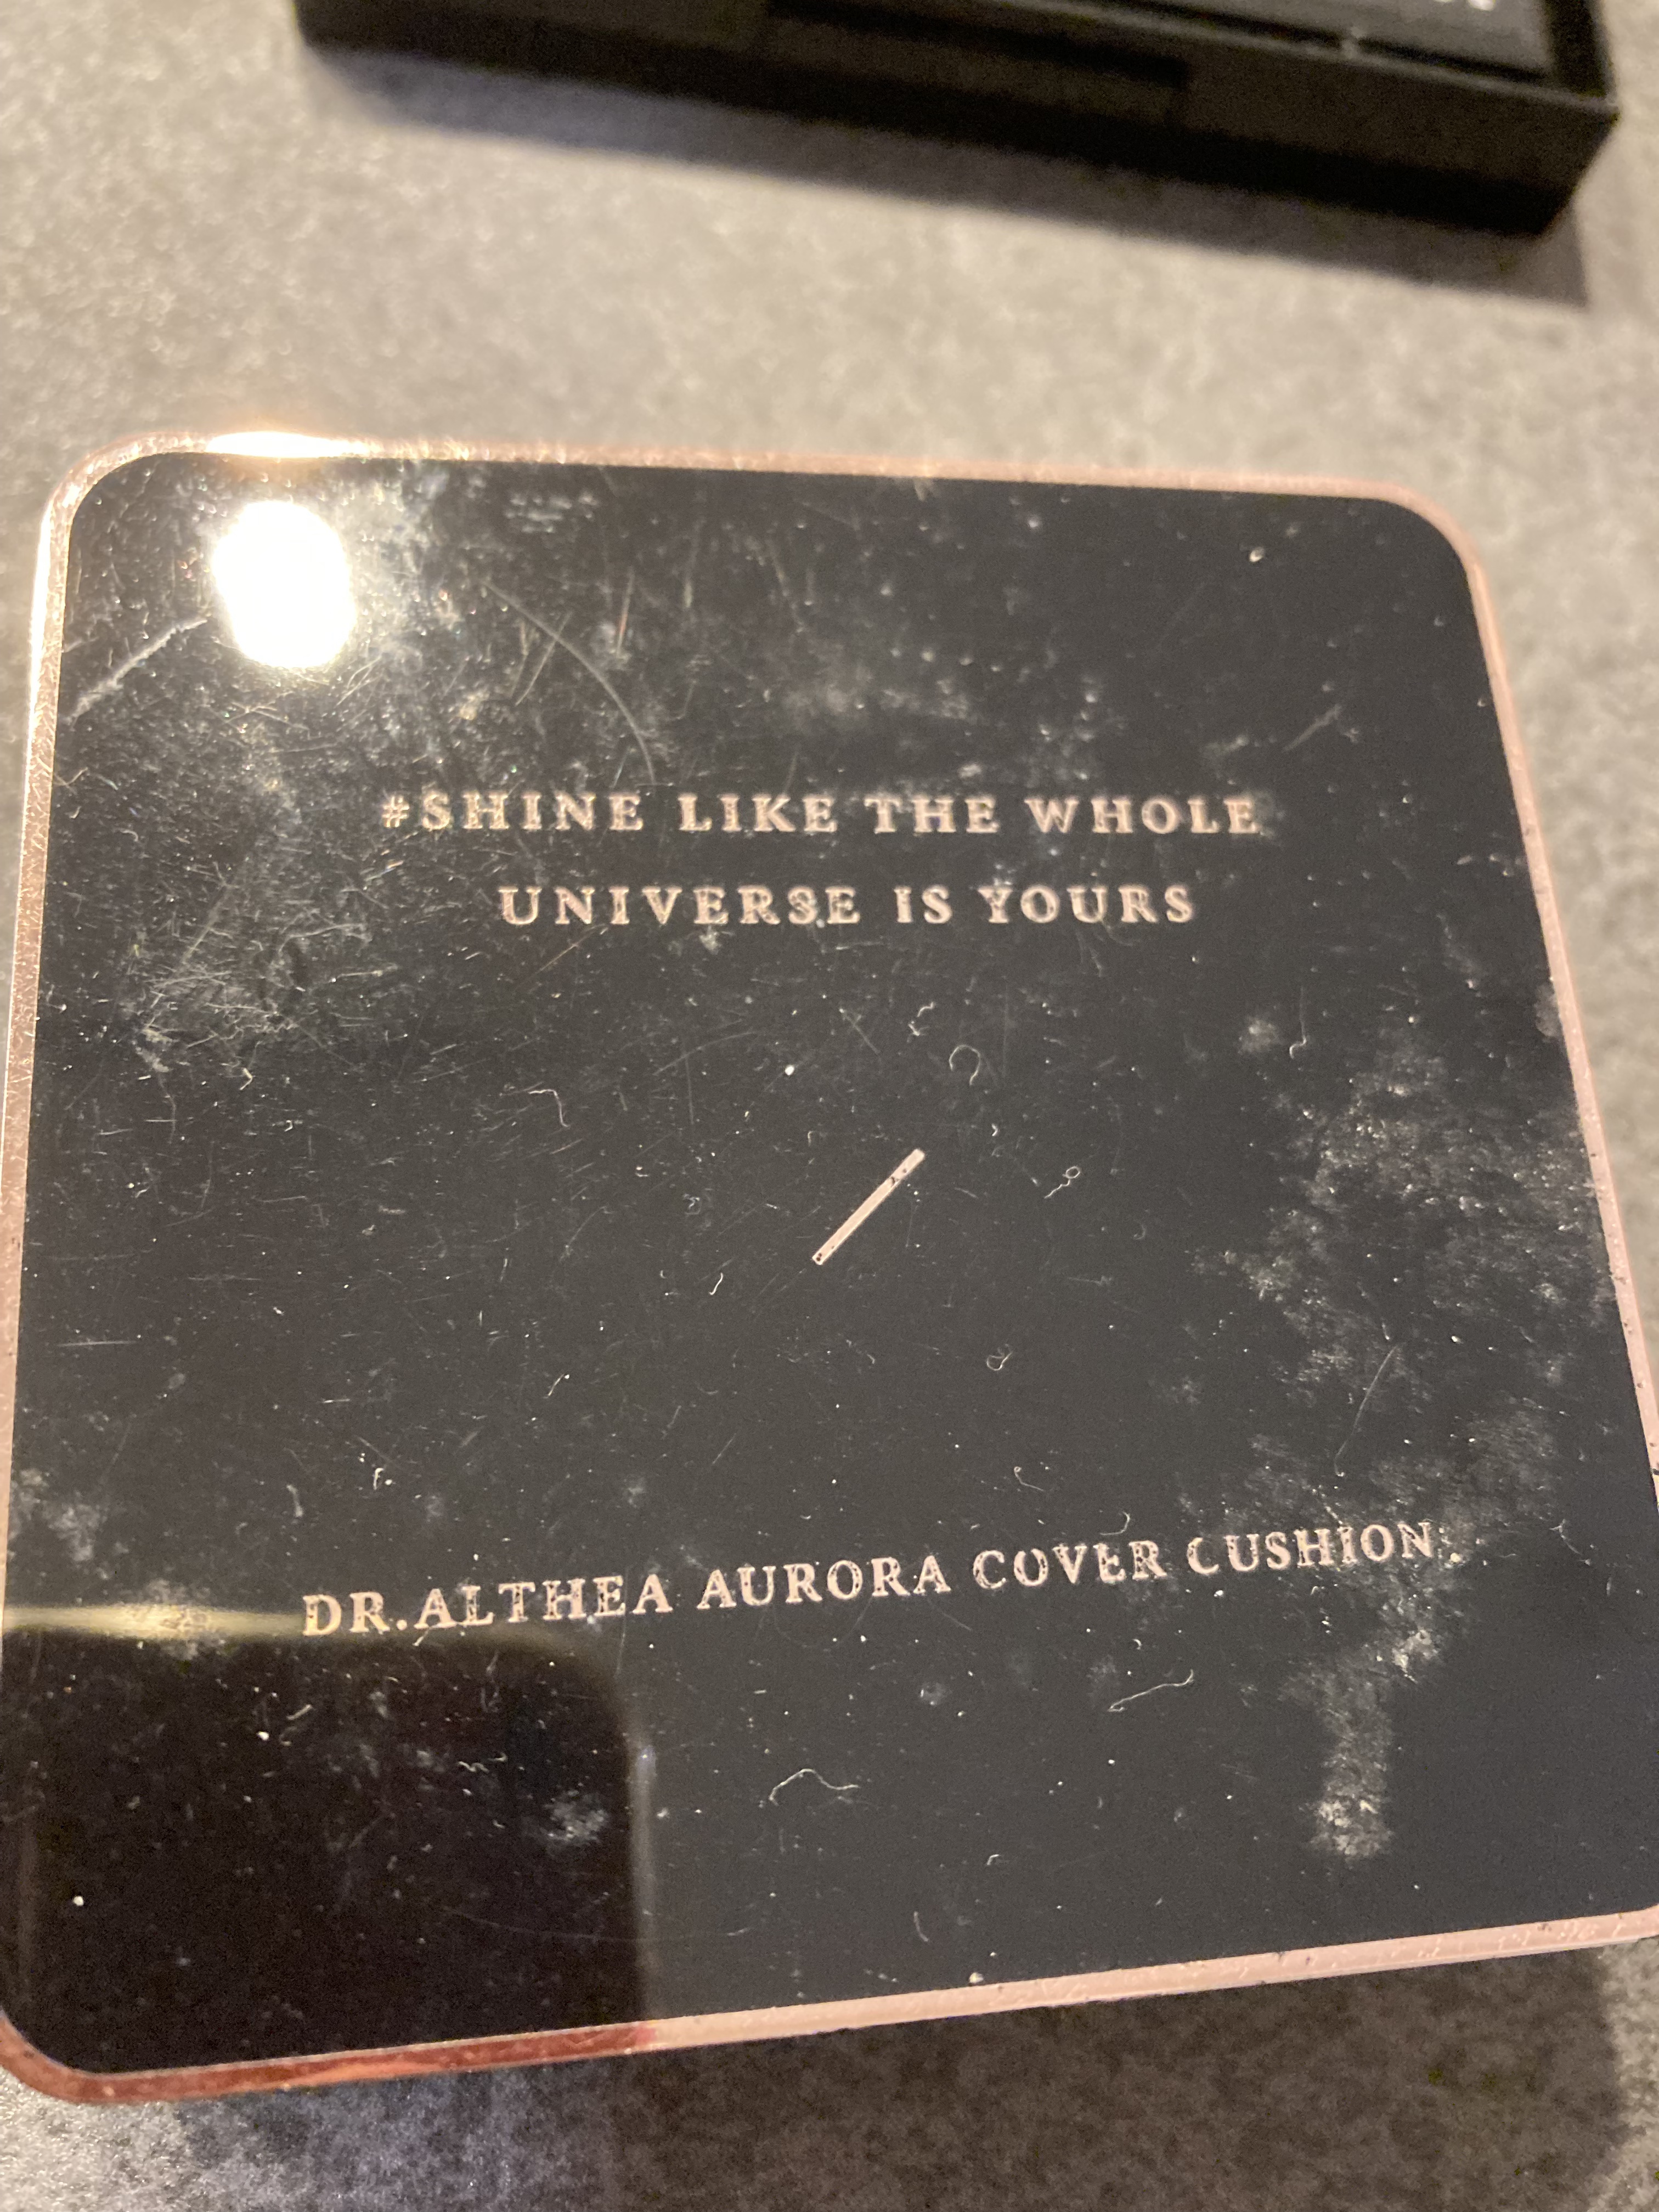 #SHINE LIKE THE WHOLE
UNIVERSE IS YOURS
DR.ALTHEA AURORA COVER CUSHION